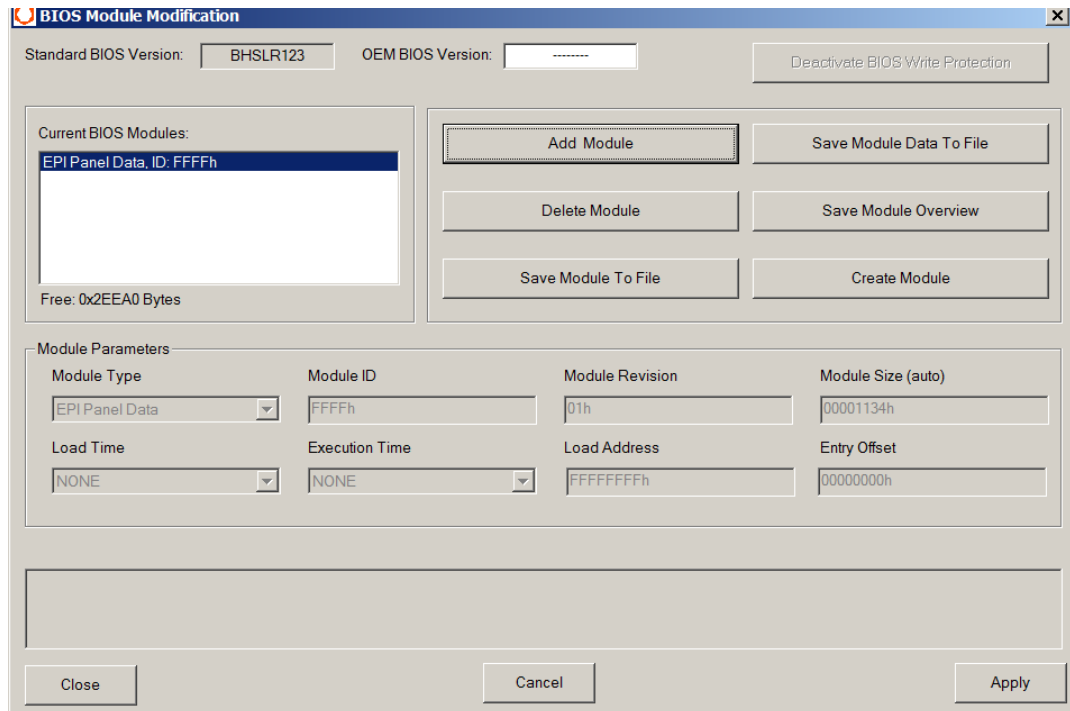 BIOS Module Modification
Standard BIOS Version: BHSLR123 OEM BIOS Version: -------- Deactivate BIOS Write Protection
Current BIOS Modules:
EPI Panel Data, ID: FFFFh
Free: 0x2EEA0 Bytes
Add Module Save Module Data To File
Delete Module Save Module Overview
Save Module To File Create Module
Module Parameters
Module Type Module ID Module Revision Module Size (auto)
EPI Panel Data FFFFh 01h 00001134h
Load Time Execution Time Load Address Entry Offset
NONE NONE FFFFFFFFh 00000000h
Close Cancel Apply